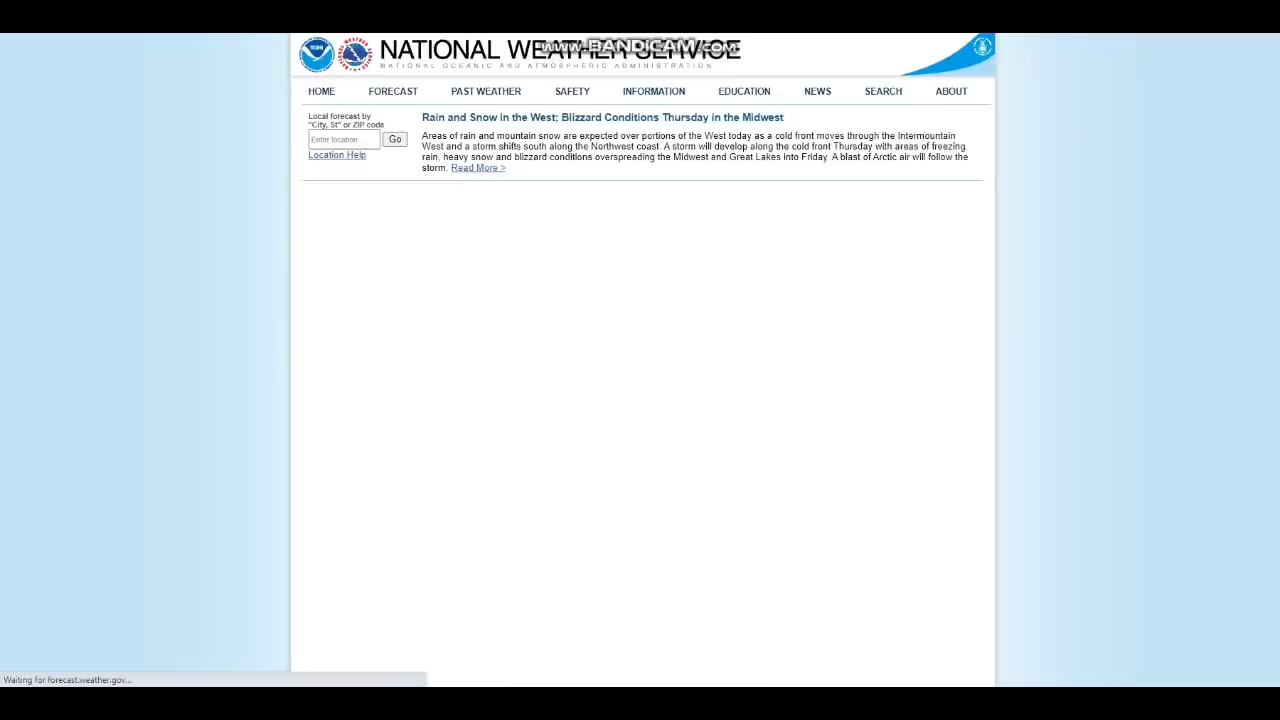 NATIONAL WEATHER SERVICE
www.BANDICAM.com
NATIONAL OCEANIC AND ATMOSPHERIC ADMINISTRATION
HOME FORECAST PAST WEATHER SAFETY INFORMATION EDUCATION NEWS SEARCH ABOUT
Local forecast by
"City, St" or ZIP code
Enter location Go
Location Help
Rain and Snow in the West; Blizzard Conditions Thursday in the Midwest
Areas of rain and mountain snow are expected over portions of the West today as a cold front moves through the Intermountain
West and a storm shifts south along the Northwest coast. A storm will develop along the cold front Thursday with areas of freezing
rain, heavy snow and blizzard conditions overspreading the Midwest and Great Lakes into Friday. A blast of Arctic air will follow the
storm. Read More >
Waiting for forecast.weather.gov...